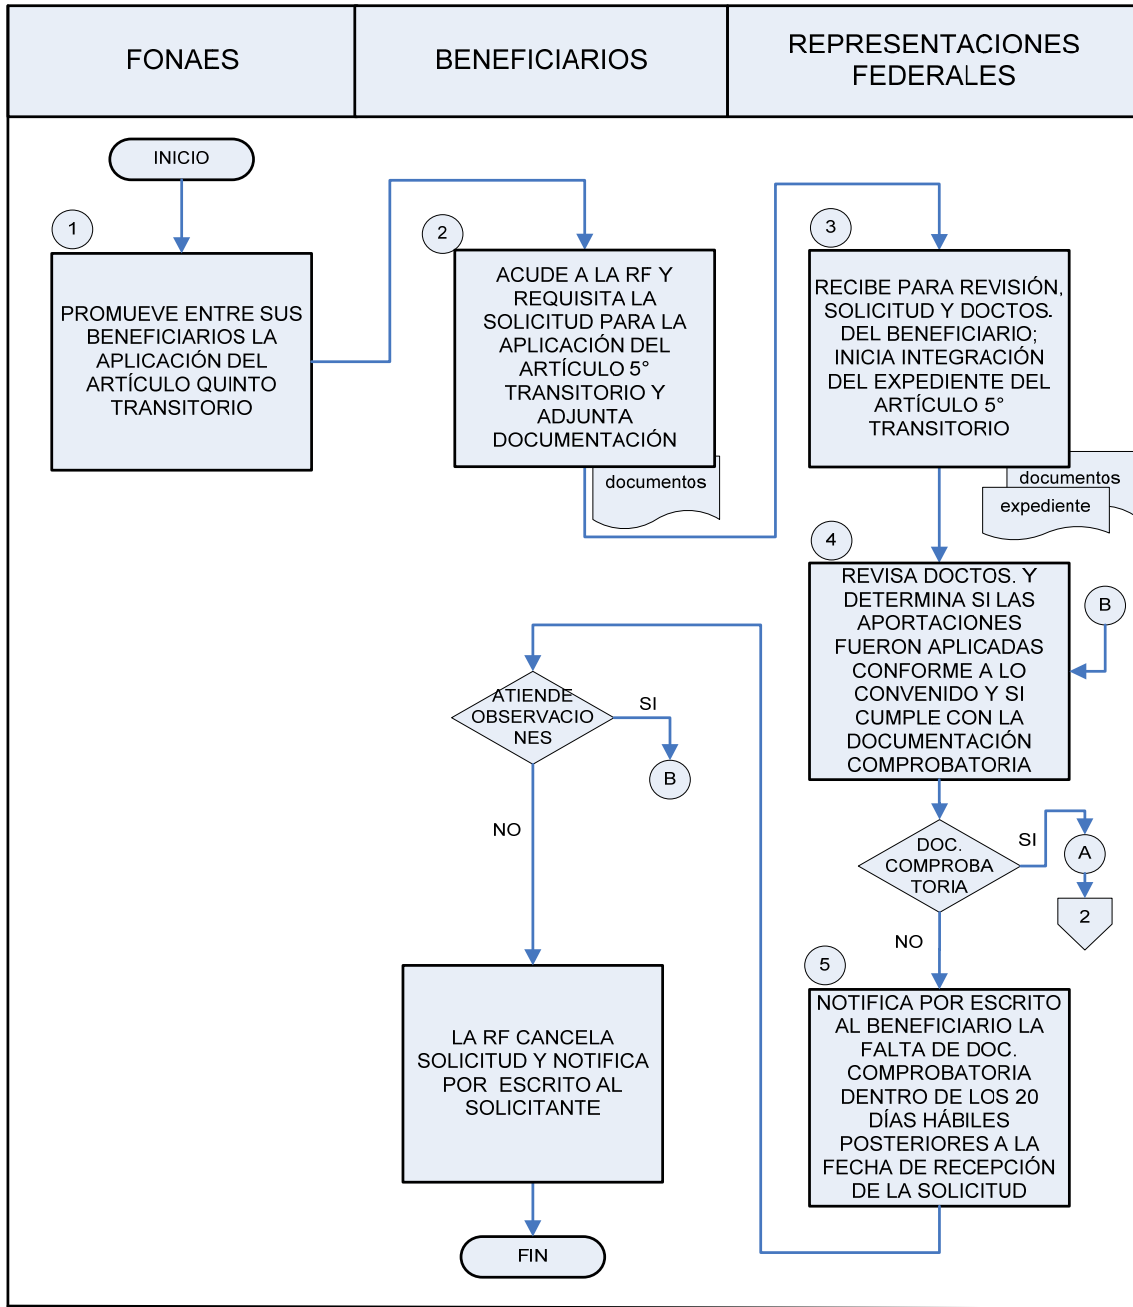 FONAES
BENEFICIARIOS
REPRESENTACIONES
FEDERALES
INICIO
1
PROMUEVE ENTRE SUS
BENEFICIARIOS LA
APLICACIÓN DEL
ARTÍCULO QUINTO
TRANSITORIO
2
ACUDE A LA RF Y
REQUISITA LA
SOLICITUD PARA LA
APLICACIÓN DEL
ARTÍCULO 5°
TRANSITORIO Y
ADJUNTA
DOCUMENTACIÓN
documentos
3
RECIBE PARA REVISIÓN,
SOLICITUD Y DOCTOS.
DEL BENEFICIARIO;
INICIA INTEGRACIÓN
DEL EXPEDIENTE DEL
ARTÍCULO 5°
TRANSITORIO
documentos
expediente
4
REVISA DOCTOS. Y
DETERMINA SI LAS
APORTACIONES
FUERON APLICADAS
CONFORME A LO
CONVENIDO Y SI
CUMPLE CON LA
DOCUMENTACIÓN
COMPROBATORIA
B
DOC.
COMPROBA
TORIA
SI
A
2
NO
5
NOTIFICA POR ESCRITO
AL BENEFICIARIO LA
FALTA DE DOC.
COMPROBATORIA
DENTRO DE LOS 20
DÍAS HÁBILES
POSTERIORES A LA
FECHA DE RECEPCIÓN
DE LA SOLICITUD
ATIENDE
OBSERVACIO
NES
SI
B
NO
LA RF CANCELA
SOLICITUD Y NOTIFICA
POR ESCRITO AL
SOLICITANTE
FIN